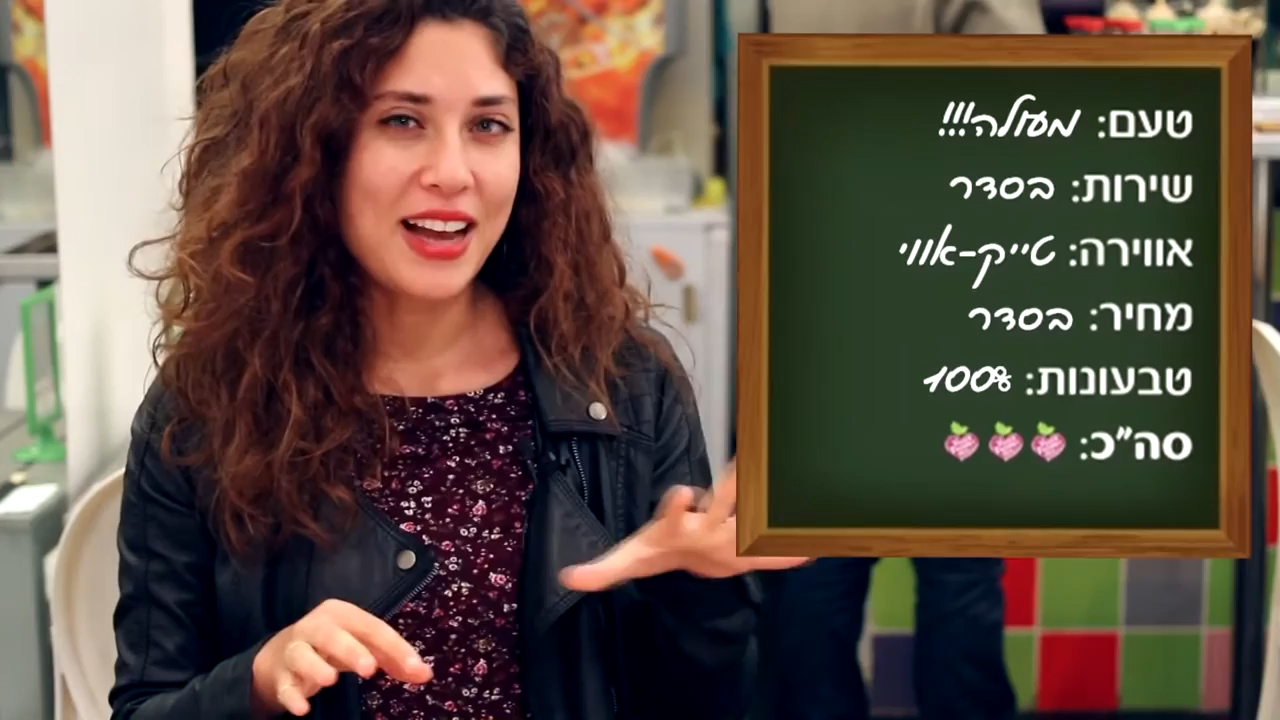 טעם: מעולה!!!
שירות: בסדר
אווירה: טייק-אווי
מחיר: בסדר
טבעונות: 100%
סה"כ: